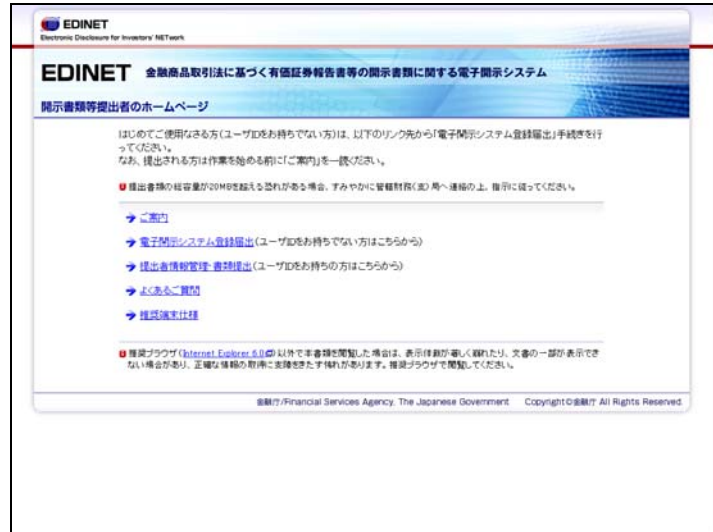 EDINET
Electronic Disclosure for Investors' NETwork
EDINET 金融商品取引法に基づく有価証券報告書等の開示書類に関する電子開示システム
開示書類等提出者のホームページ
はじめてご使用なさる方(ユーザIDをお持ちでない方)は、以下のリンク先から「電子開示システム登録届出」手続きを行
ってください。
なお、提出される方は作業を始める前に「ご案内」を一読ください。
提出書類の総容量が20MBを越える恐れがある場合、すみやかに管轄財務(支)局へ連絡の上、指示に従ってください。
ご案内
電子開示システム登録届出(ユーザIDをお持ちでない方はこちらから)
提出者情報管理・書類提出(ユーザIDをお持ちの方はこちらから)
よくあるご質問
推奨端末仕様
推奨ブラウザ(Internet Explorer 6.0)以外で本書類を閲覧した場合は、表示体裁が著しく崩れたり、文書の一部が表示でき
ない場合があり、正確な情報の取得に支障をきたす怖れがあります。推奨ブラウザで閲覧してください。
金融庁/Financial Services Agency, The Japanese Government Copyright©金融庁 All Rights Reserved.